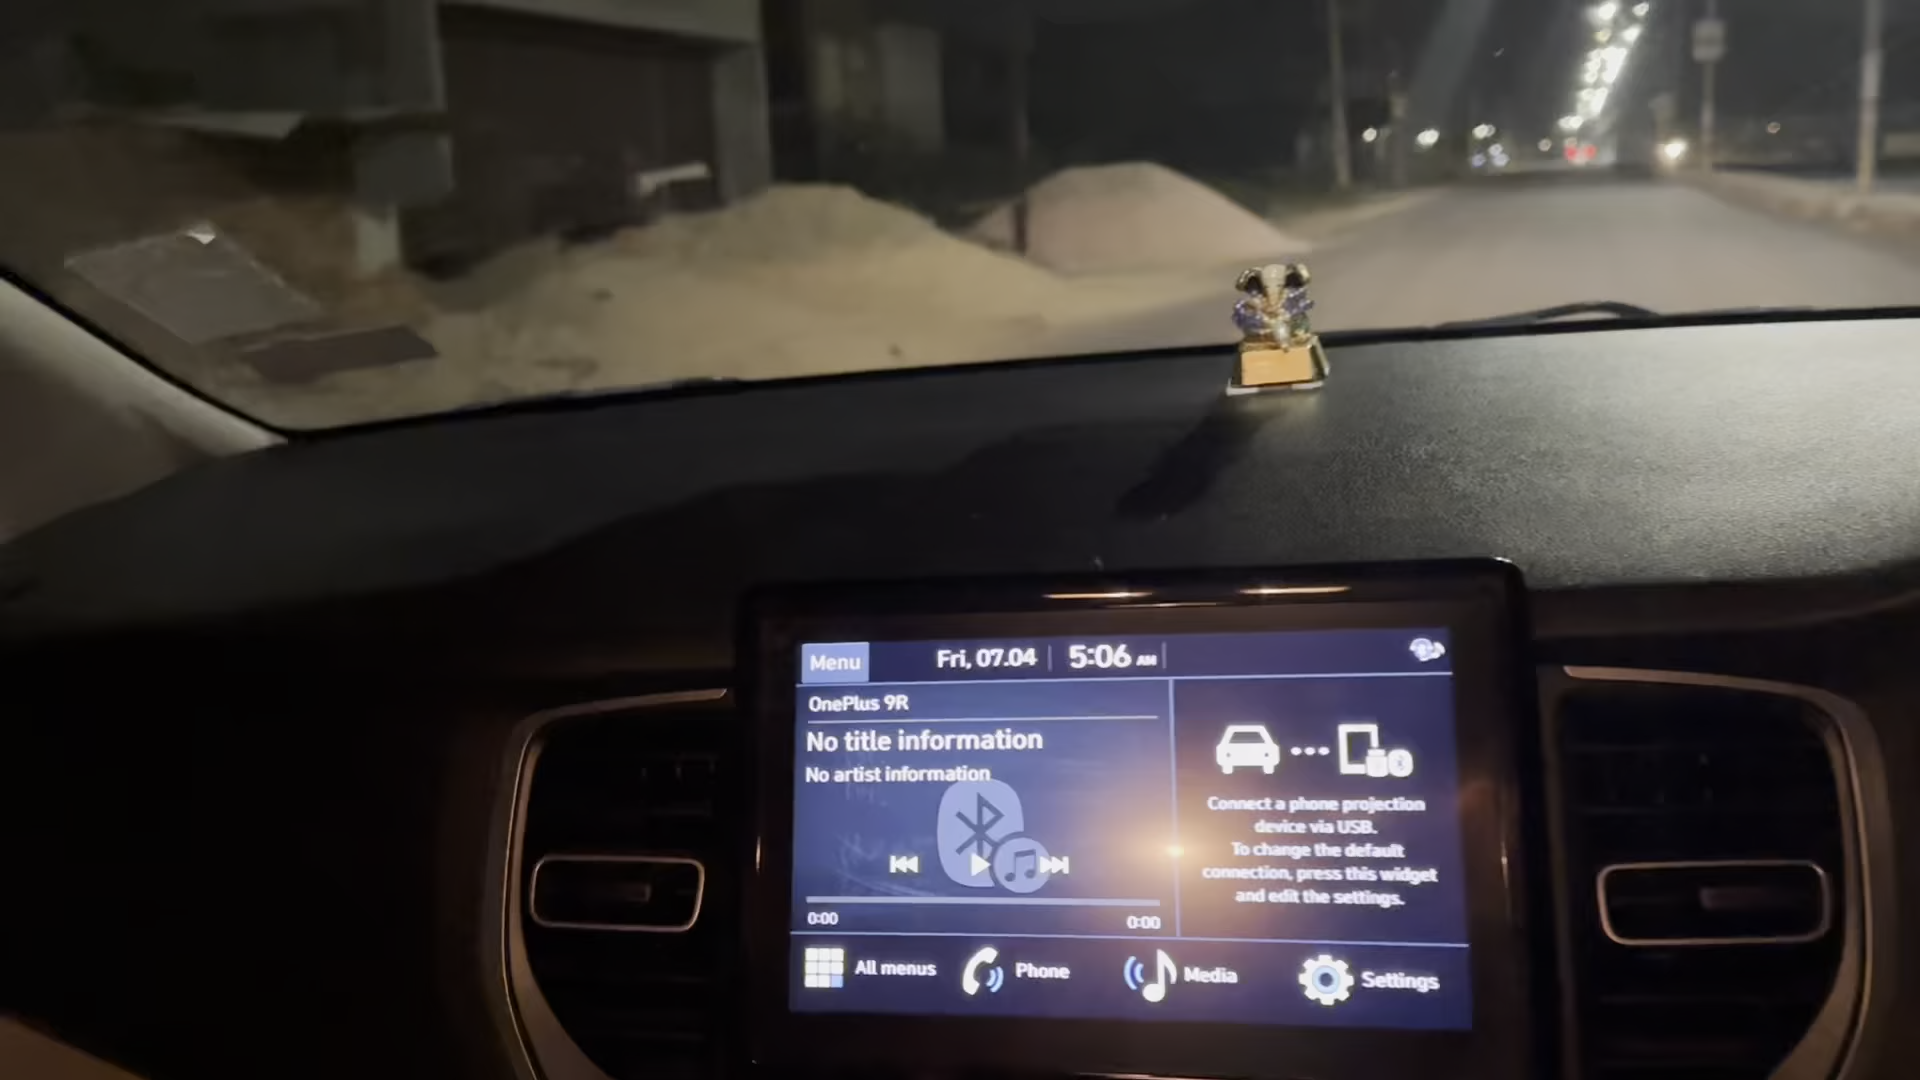 Menu
Fri, 07.04
5:06 AM
OnePlus 9R
No title information
No artist information
0:00
0:00
Connect a phone projection
device via USB.
To change the default
connection, press this widget
and edit the settings.
All menus
Phone
Media
Settings